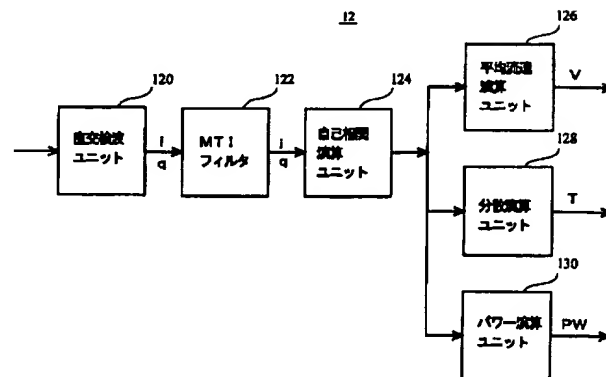 12
120
直交検波
ユニット
i
q
122
MTI
フィルタ
i
q
124
自己相関
演算
ユニット
126
平均流速
演算
ユニット
V
128
分散演算
ユニット
T
130
パワー演算
ユニット
PW